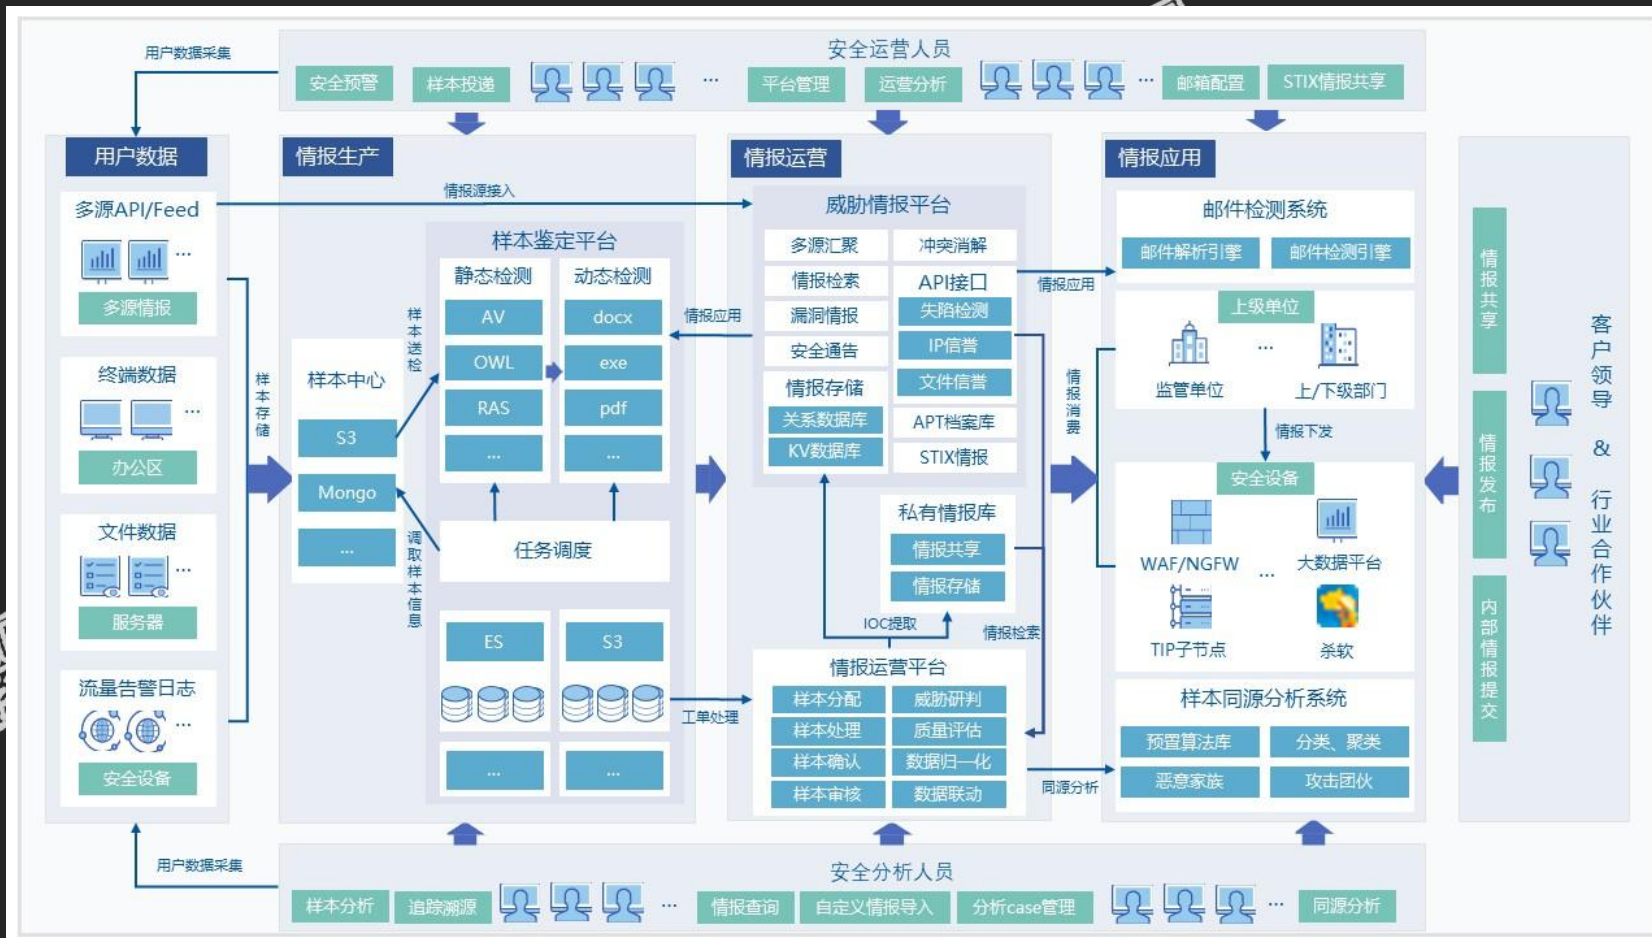 安全运营人员
用户数据采集
安全预警
样本投递
...
平台管理
运营分析
...
邮箱配置
STIX情报共享
用户数据
多源API/Feed
...
多源情报
终端数据
...
办公区
文件数据
...
服务器
流量告警日志
...
安全设备
样本存储
情报生产
情报源接入
样本中心
S3
Mongo
...
样本送检
调取样本信息
样本鉴定平台
静态检测
动态检测
AV
docx
OWL
exe
RAS
pdf
...
...
任务调度
ES
S3
...
...
情报应用
工单处理
情报运营
威胁情报平台
多源汇聚
冲突消解
情报检索
API接口
漏洞情报
失陷检测
安全通告
IP信誉
情报存储
文件信誉
关系数据库
APT档案库
KV数据库
STIX情报
私有情报库
情报共享
情报存储
IOC提取
情报检索
情报运营平台
样本分配
威胁研判
样本处理
质量评估
样本确认
数据归一化
样本审核
数据联动
情报应用
情报消费
同源分析
情报应用
邮件检测系统
邮件解析引擎
邮件检测引擎
上级单位
...
监管单位
上/下级部门
情报下发
安全设备
WAF/NGFW
大数据平台
...
TIP子节点
杀软
样本同源分析系统
预置算法库
分类、聚类
恶意家族
攻击团伙
情报共享
情报发布
内部情报提交
客户领导 & 行业合作伙伴
用户数据采集
安全分析人员
样本分析
追踪溯源
...
情报查询
自定义情报导入
分析case管理
...
同源分析